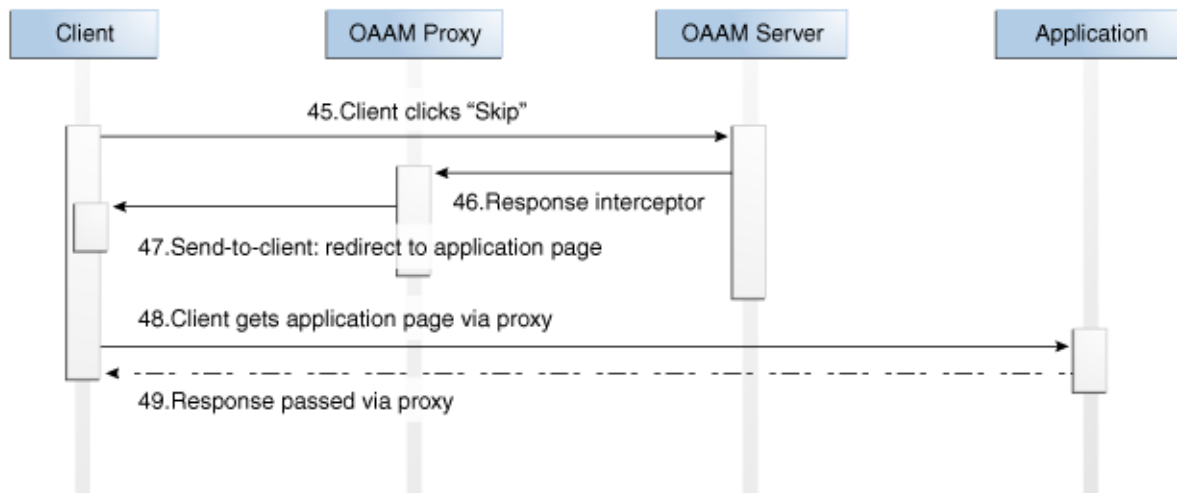 Client
OAAM Proxy
OAAM Server
Application
45.Client clicks “Skip”
46.Response interceptor
47.Send-to-client: redirect to application page
48.Client gets application page via proxy
49.Response passed via proxy